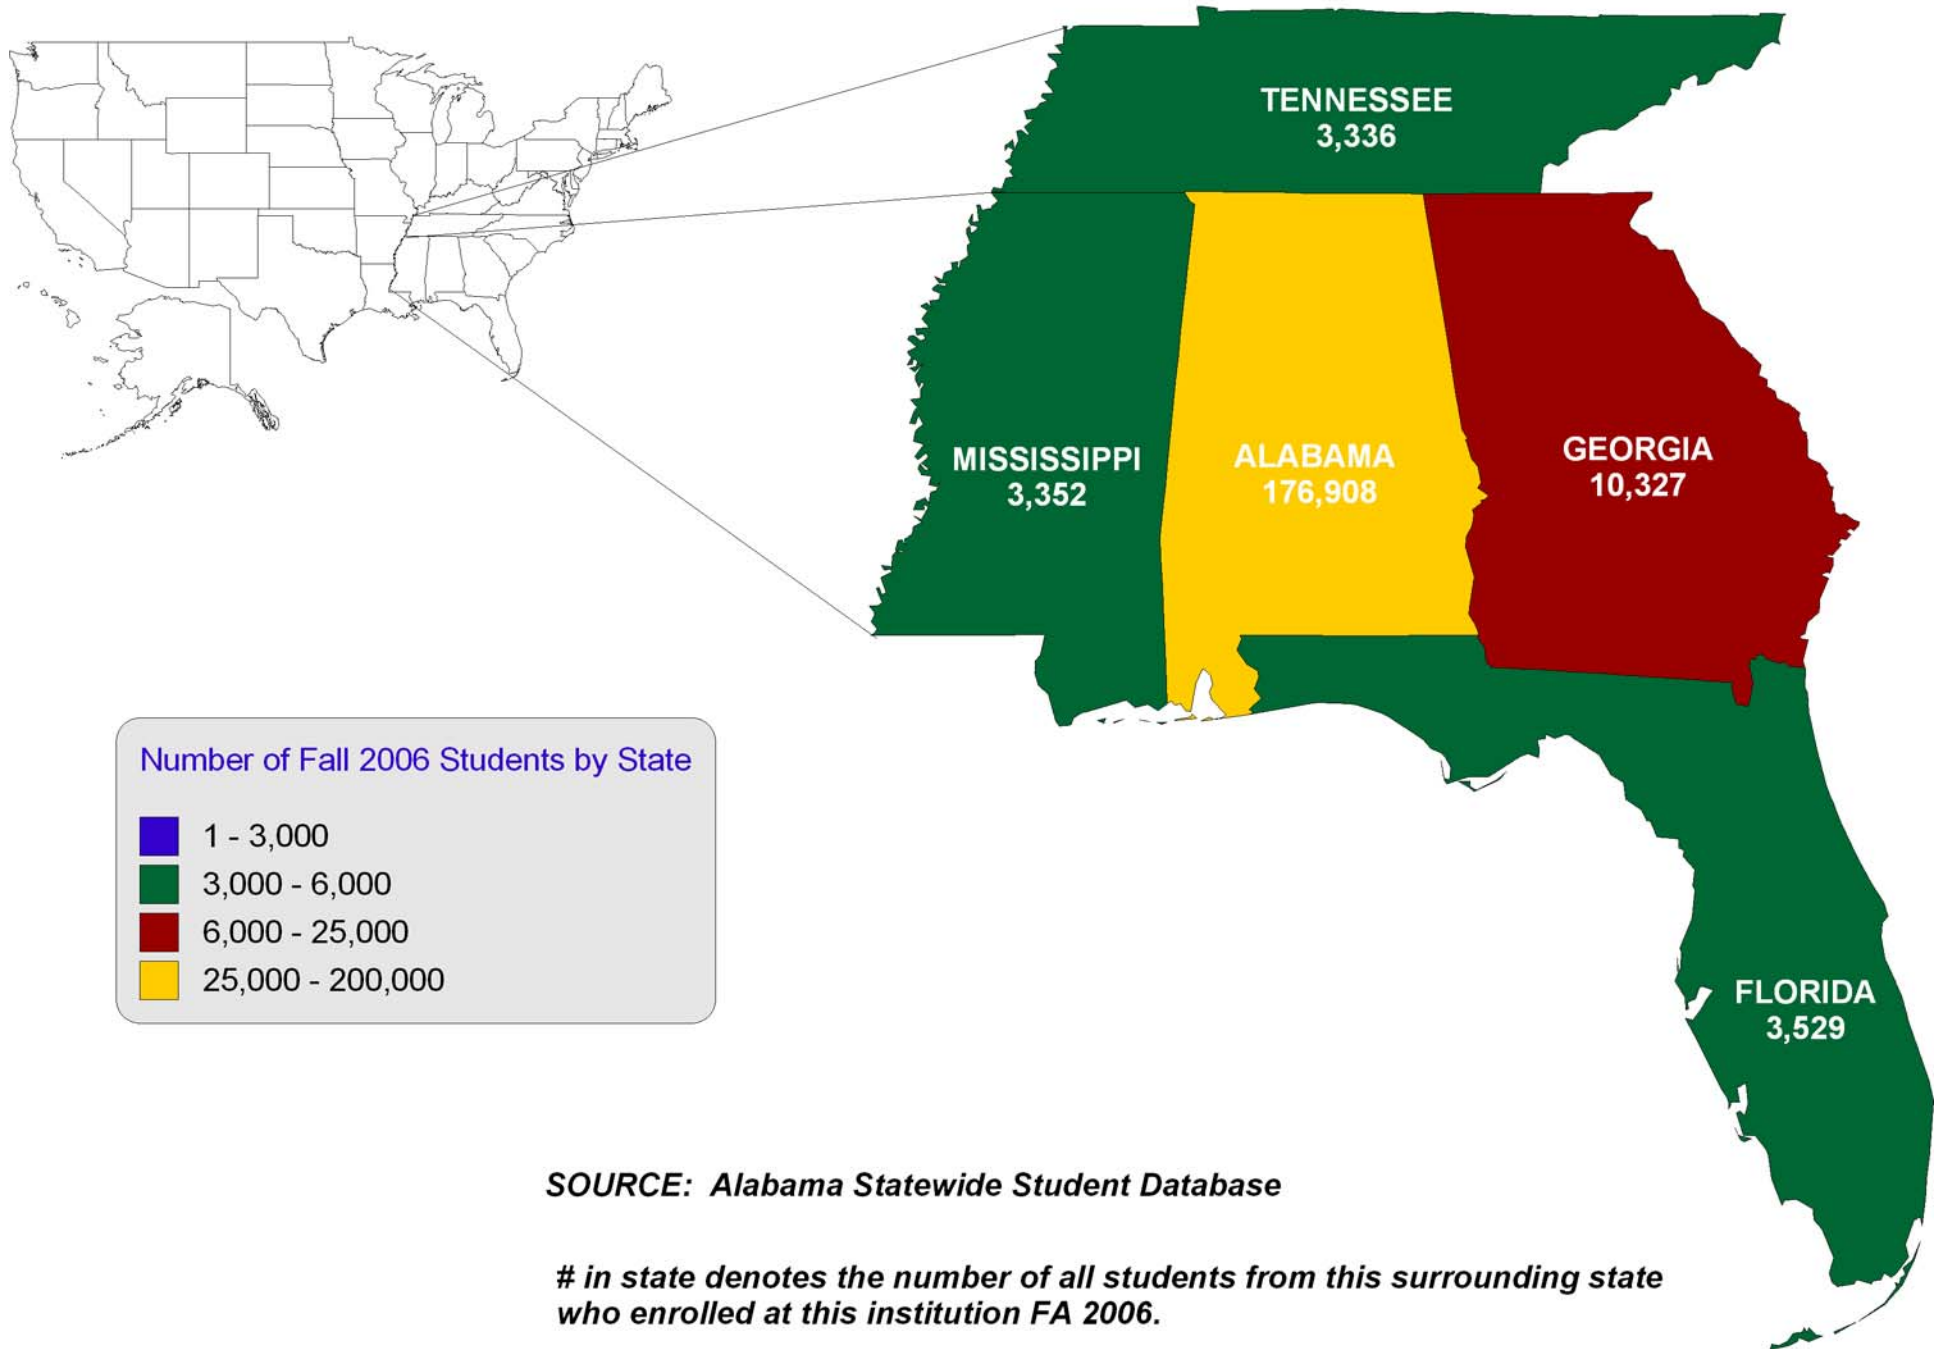 TENNESSEE
3,336
MISSISSIPPI
3,352
ALABAMA
176,908
GEORGIA
10,327
Number of Fall 2006 Students by State
1 - 3,000
3,000 - 6,000
6,000 - 25,000
25,000 - 200,000
FLORIDA
3,529
SOURCE: Alabama Statewide Student Database
# in state denotes the number of all students from this surrounding state
who enrolled at this institution FA 2006.